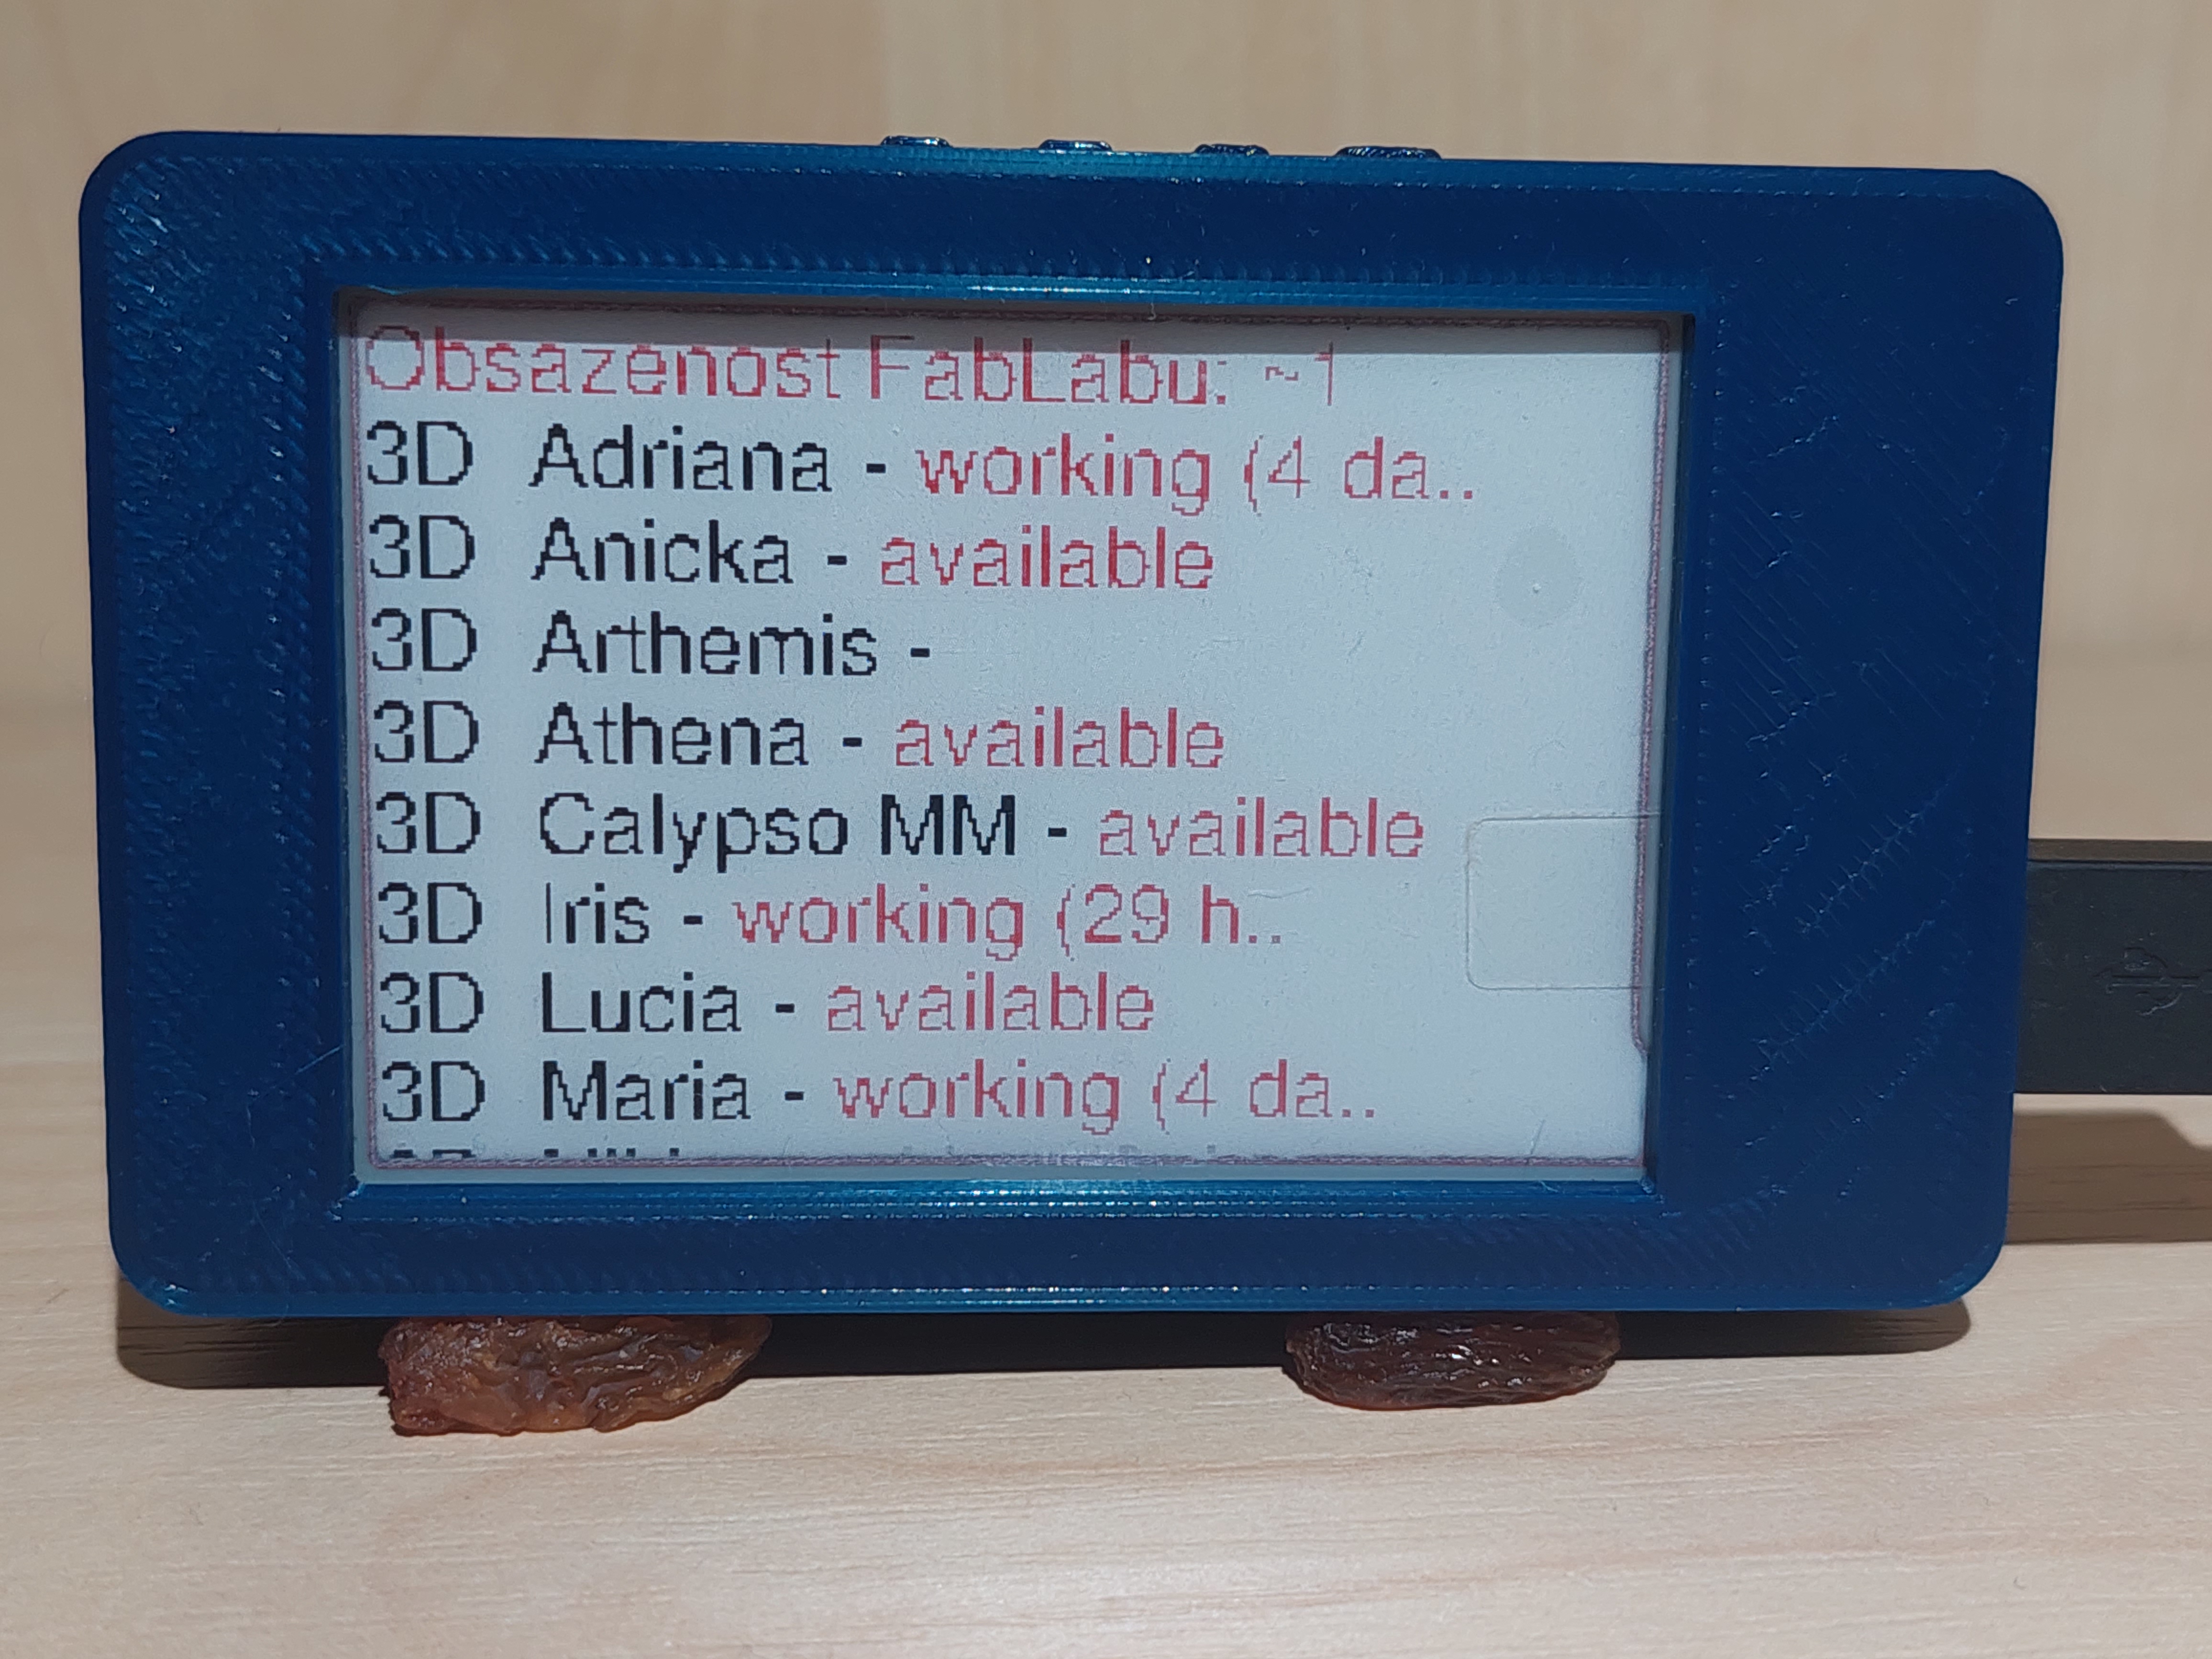 Obsazenost FabLabu: ~1
3D Adriana - working (4 da..
3D Anicka - available
3D Arthemis -
3D Athena - available
3D Calypso MM - available
3D Iris - working (29 h..
3D Lucia - available
3D Maria - working (4 da..